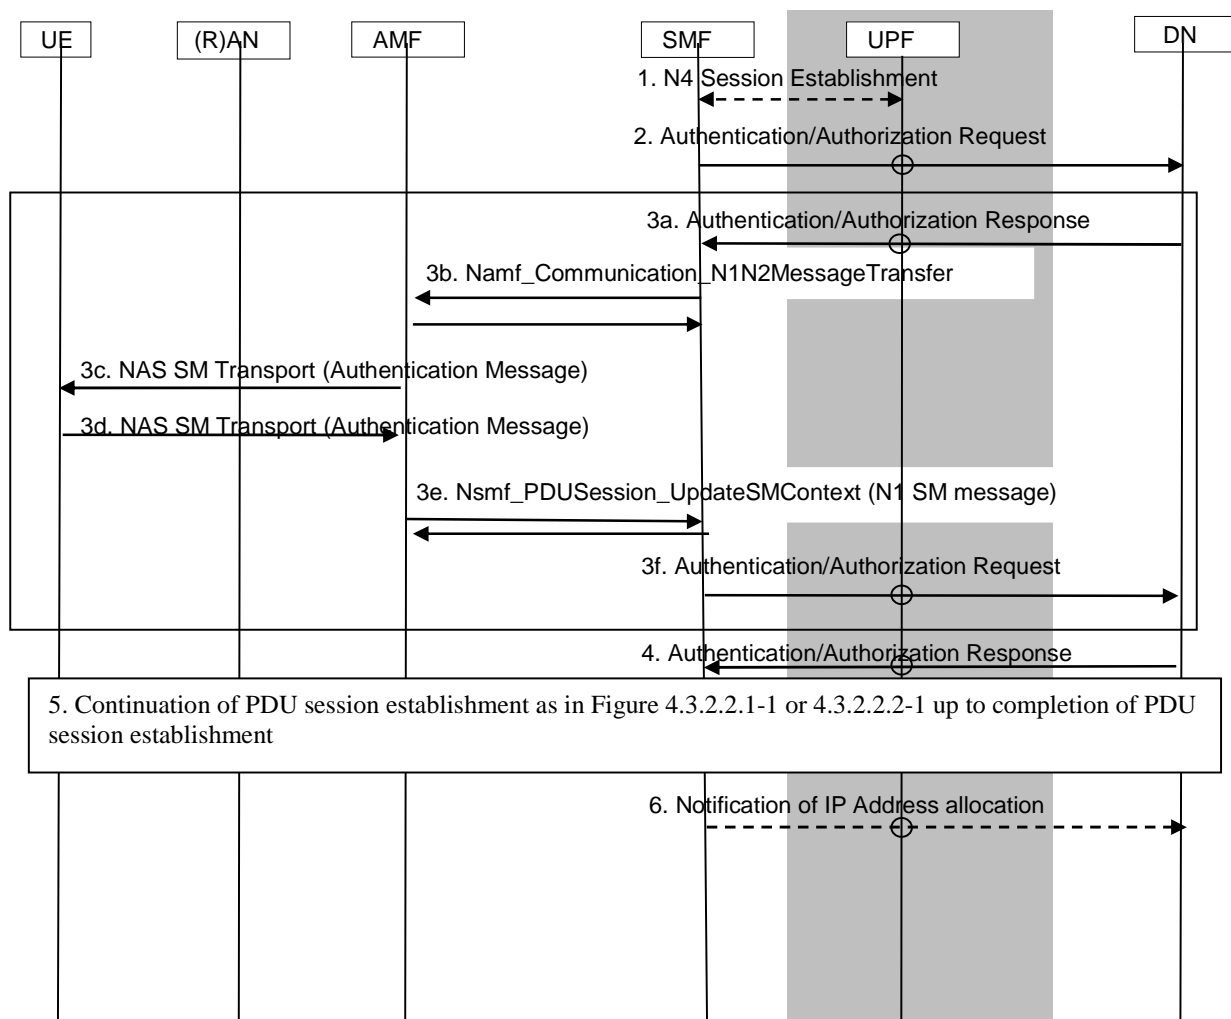 UE
(R)AN
AMF
SMF
UPF
DN
1. N4 Session Establishment
2. Authentication/Authorization Request
3a. Authentication/Authorization Response
3b. Namf_Communication_N1N2MessageTransfer
3c. NAS SM Transport (Authentication Message)
3d. NAS SM Transport (Authentication Message)
3e. Nsmf_PDUSession_UpdateSMContext (N1 SM message)
3f. Authentication/Authorization Request
4. Authentication/Authorization Response
5. Continuation of PDU session establishment as in Figure 4.3.2.2.1-1 or 4.3.2.2.2-1 up to completion of PDU
session establishment
6. Notification of IP Address allocation